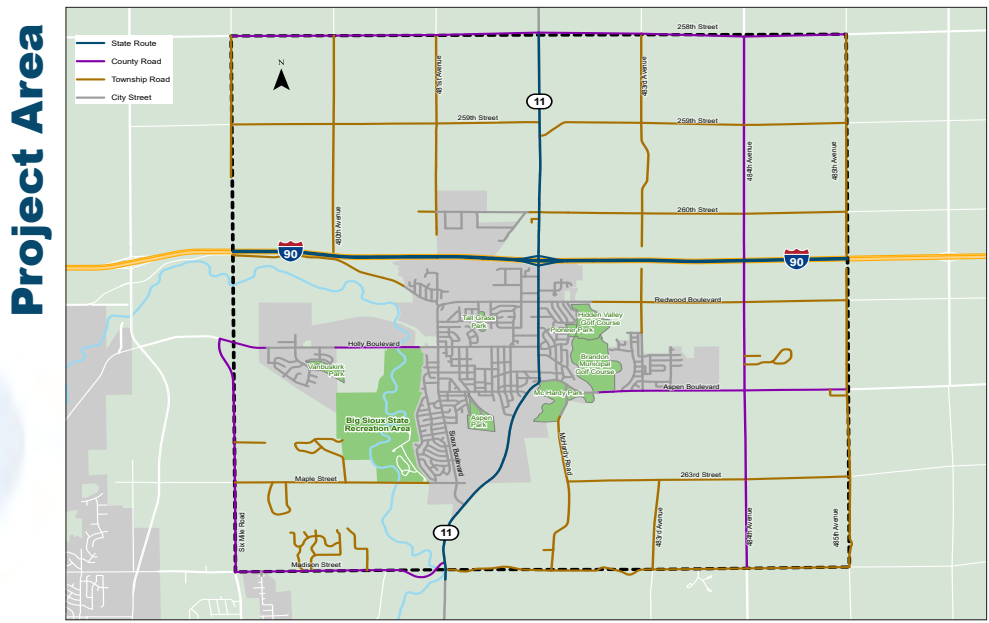 Project Area
State Route
County Road
Township Road
City Street
N
258th Street
481st Avenue
483rd Avenue
11
259th Street
259th Street
484th Avenue
485th Avenue
480th Avenue
260th Street
90
90
Redwood Boulevard
Tall Grass
Park
Hidden Valley
Golf Course
Pioneer Park
Holly Boulevard
Vanbuskirk
Park
Brandon
Municipal
Golf Course
Aspen Boulevard
Mc Hardy Park
Big Sioux State
Recreation Area
Aspen
Park
Sioux Boulevard
McHardy Road
Maple Street
263rd Street
Six Mile Road
483rd Avenue
484th Avenue
485th Avenue
11
Madison Street